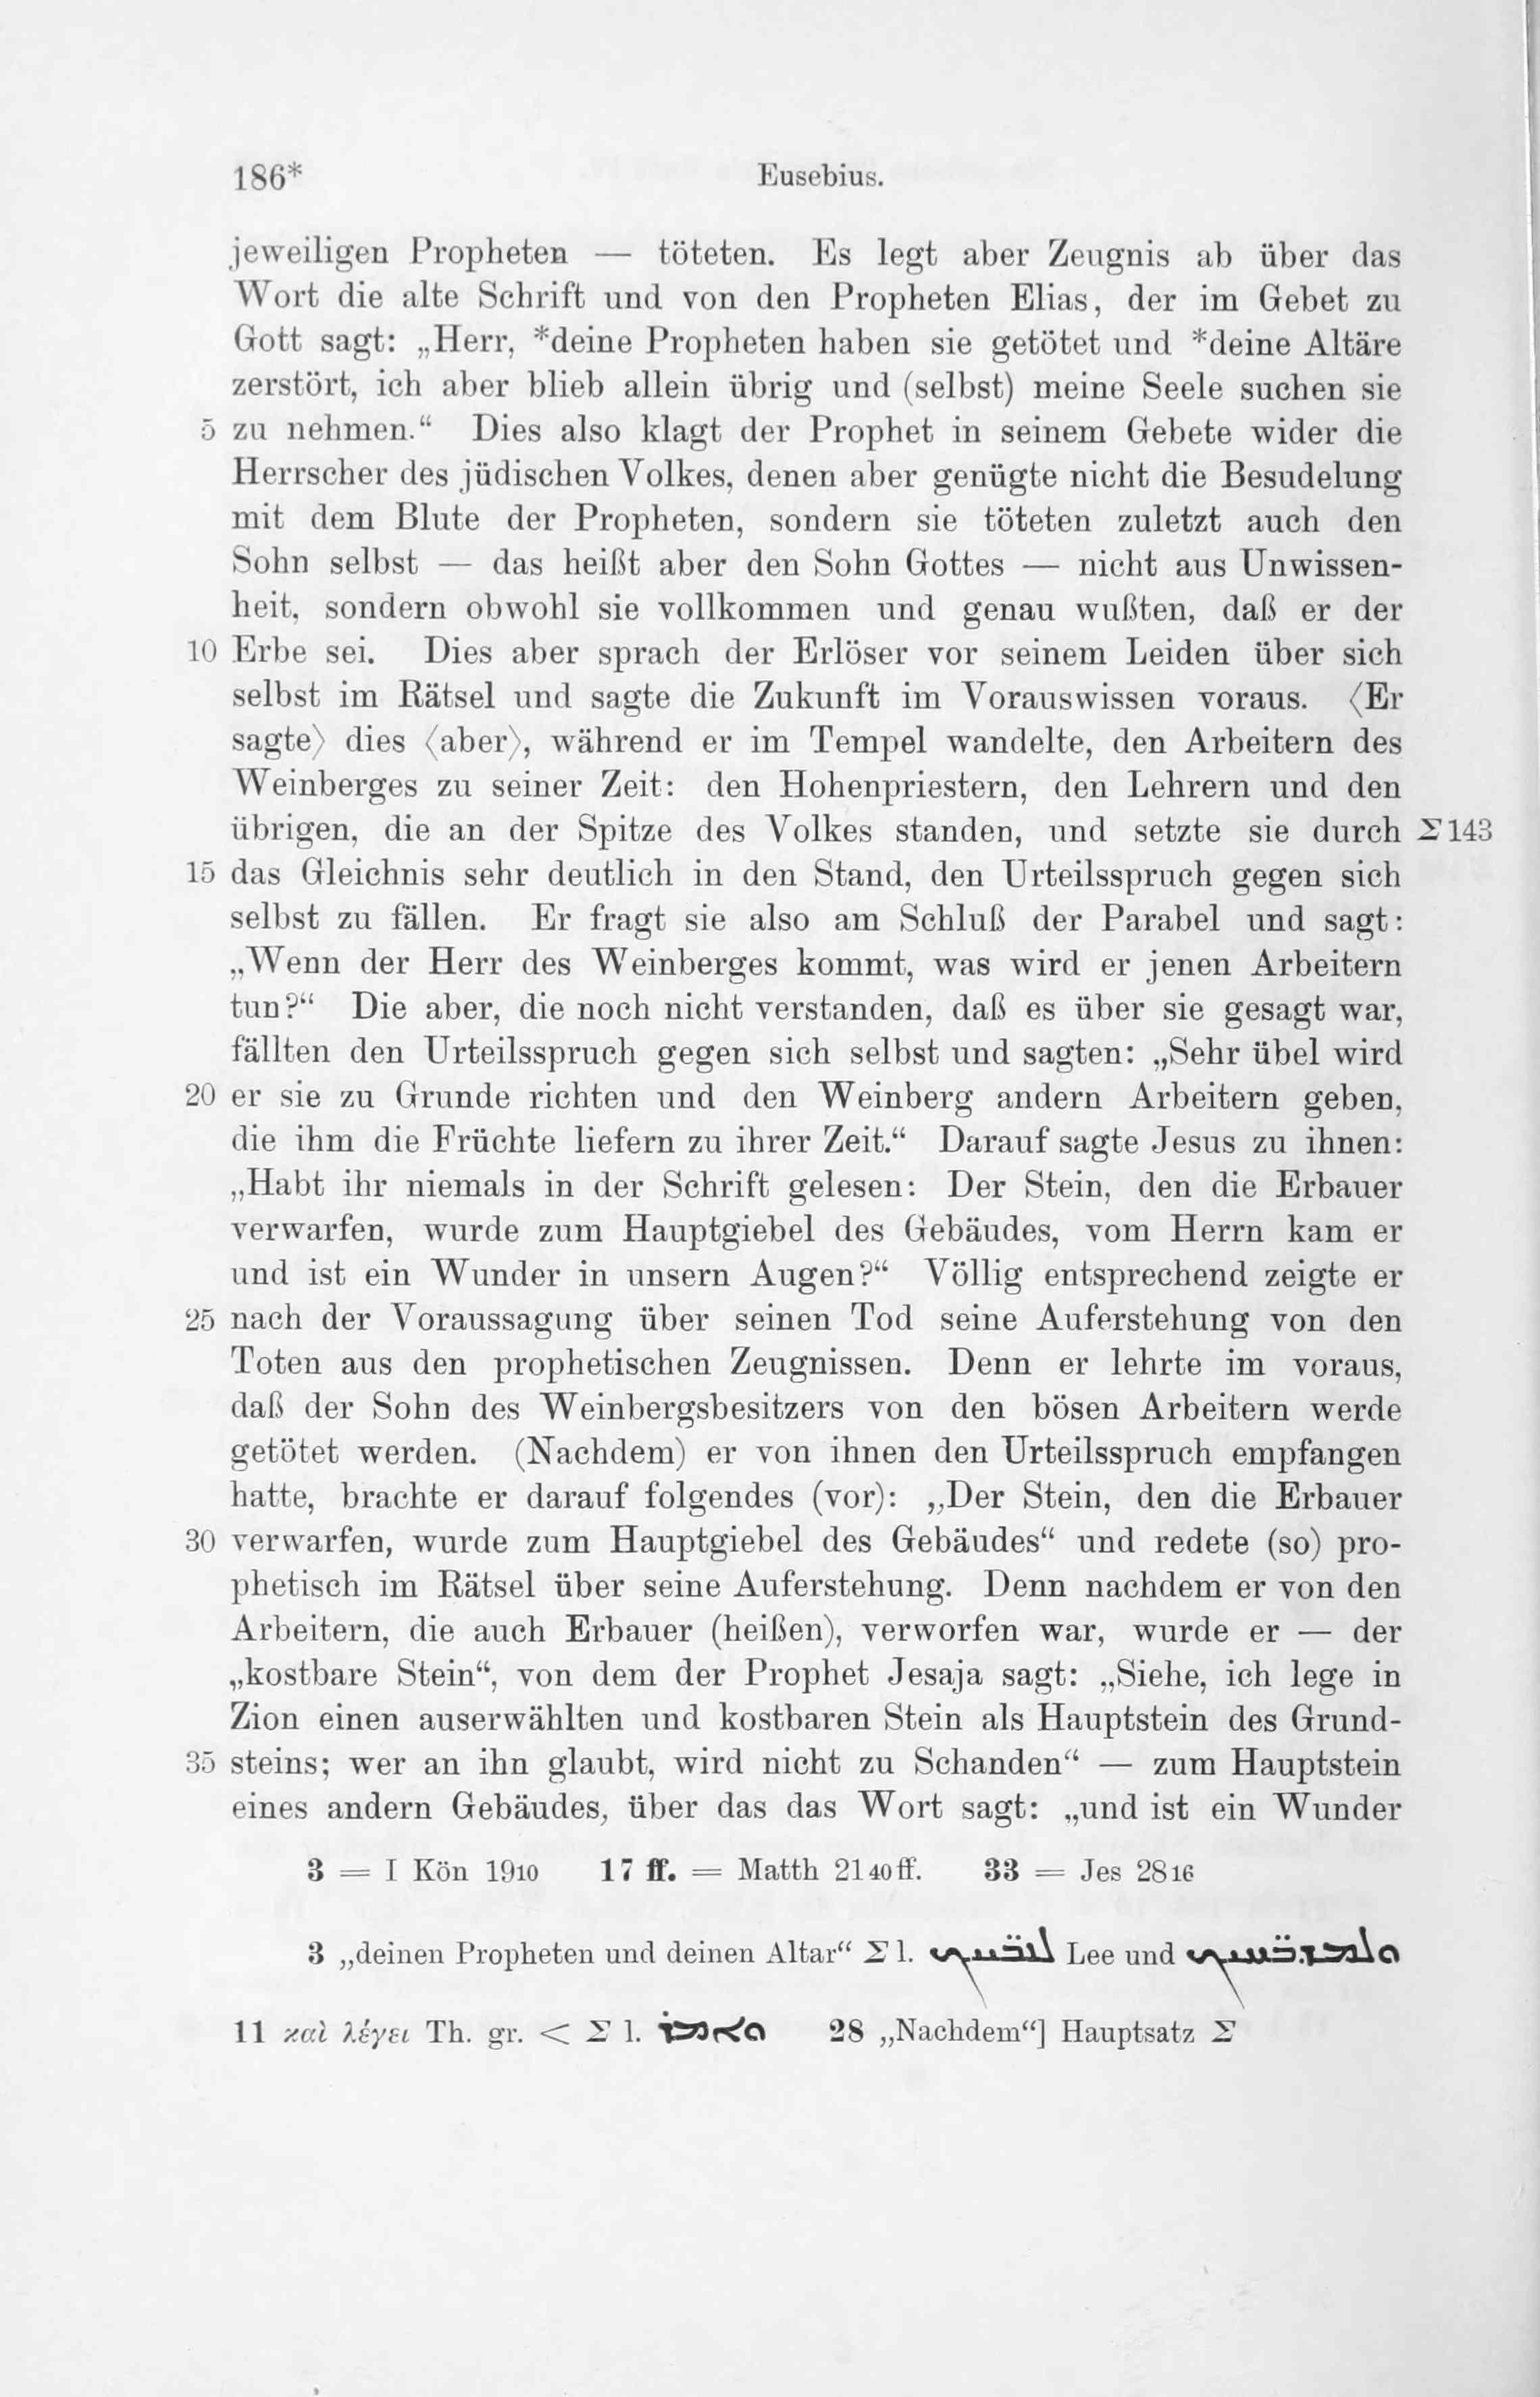 186* Eusebius.
jeweiligen Propheten — töteten. Es legt aber Zeugnis ab über das
Wort die alte Schrift und von den Propheten Elias, der im Gebet zu
Gott sagt: „Herr, *deine Propheten haben sie getötet und *deine Altäre
zerstört, ich aber blieb allein übrig und (selbst) meine Seele suchen sie
5 zu nehmen.“ Dies also klagt der Prophet in seinem Gebete wider die
Herrscher des jüdischen Volkes, denen aber genügte nicht die Besudelung
mit dem Blute der Propheten, sondern sie töteten zuletzt auch den
Sohn selbst — das heißt aber den Sohn Gottes — nicht aus Unwissen-
heit, sondern obwohl sie vollkommen und genau wußten, daß er der
10 Erbe sei. Dies aber sprach der Erlöser vor seinem Leiden über sich
selbst im Rätsel und sagte die Zukunft im Vorauswissen voraus. 〈Er
sagte〉 dies 〈aber〉, während er im Tempel wandelte, den Arbeitern des
Weinberges zu seiner Zeit: den Hohenpriestern, den Lehrern und den
übrigen, die an der Spitze des Volkes standen, und setzte sie durch Σ 143
15 das Gleichnis sehr deutlich in den Stand, den Urteilsspruch gegen sich
selbst zu fällen. Er fragt sie also am Schluß der Parabel und sagt:
„Wenn der Herr des Weinberges kommt, was wird er jenen Arbeitern
tun?“ Die aber, die noch nicht verstanden, daß es über sie gesagt war,
fällten den Urteilsspruch gegen sich selbst und sagten: „Sehr übel wird
20 er sie zu Grunde richten und den Weinberg andern Arbeitern geben,
die ihm die Früchte liefern zu ihrer Zeit.“ Darauf sagte Jesus zu ihnen:
„Habt ihr niemals in der Schrift gelesen: Der Stein, den die Erbauer
verwarfen, wurde zum Hauptgiebel des Gebäudes, vom Herrn kam er
und ist ein Wunder in unsern Augen?“ Völlig entsprechend zeigte er
25 nach der Voraussagung über seinen Tod seine Auferstehung von den
Toten aus den prophetischen Zeugnissen. Denn er lehrte im voraus,
daß der Sohn des Weinbergsbesitzers von den bösen Arbeitern werde
getötet werden. (Nachdem) er von ihnen den Urteilsspruch empfangen
hatte, brachte er darauf folgendes (vor): „Der Stein, den die Erbauer
30 verwarfen, wurde zum Hauptgiebel des Gebäudes“ und redete (so) pro-
phetisch im Rätsel über seine Auferstehung. Denn nachdem er von den
Arbeitern, die auch Erbauer (heißen), verworfen war, wurde er — der
„kostbare Stein“, von dem der Prophet Jesaja sagt: „Siehe, ich lege in
Zion einen auserwählten und kostbaren Stein als Hauptstein des Grund-
35 steins; wer an ihn glaubt, wird nicht zu Schanden“ — zum Hauptstein
eines andern Gebäudes, über das das Wort sagt: „und ist ein Wunder
3 = I Kön 19 10 17 ff. = Matth 21 40 ff. 33 = Jes 28 16
3 „deinen Propheten und deinen Altar“ Σ l. ܠܢܒ̈ܝܝܟ Lee und ܘܠܡܕܒ̈ܚܝܟ
11 καὶ λέγει Th. gr. < Σ l. ܘܐܡܪ 28 „Nachdem“] Hauptsatz Σ